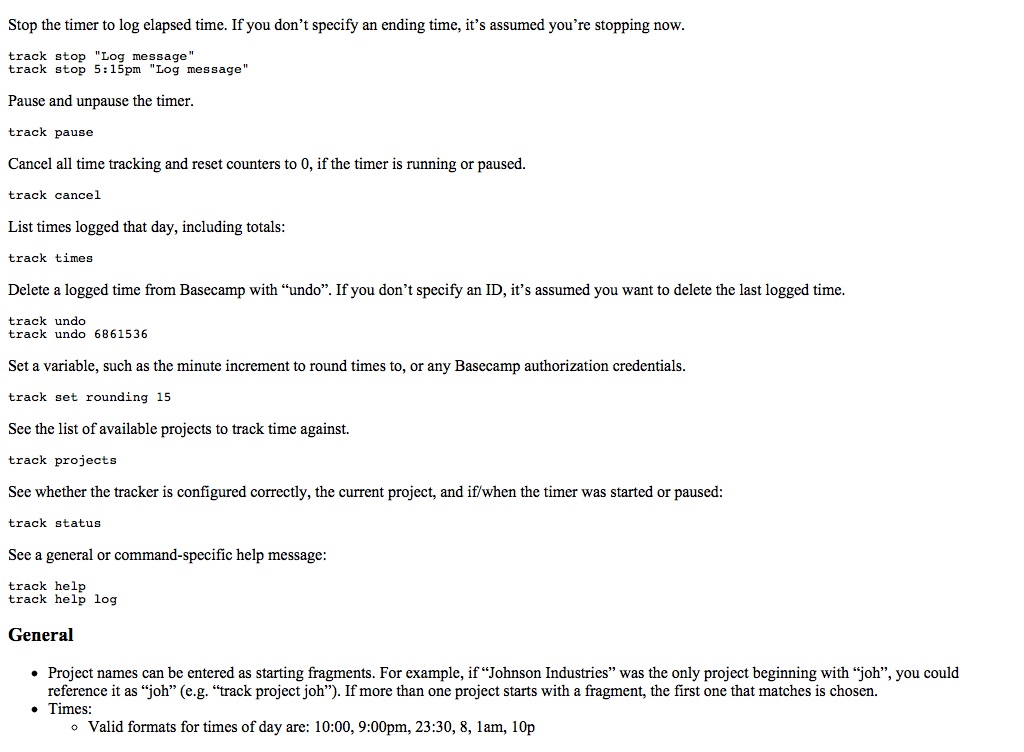 Stop the timer to log elapsed time. If you don’t specify an ending time, it’s assumed you’re stopping now.
track stop "Log message"
track stop 5:15pm "Log message"
Pause and unpause the timer.
track pause
Cancel all time tracking and reset counters to 0, if the timer is running or paused.
track cancel
List times logged that day, including totals:
track times
Delete a logged time from Basecamp with “undo”. If you don’t specify an ID, it’s assumed you want to delete the last logged time.
track undo
track undo 6861536
Set a variable, such as the minute increment to round times to, or any Basecamp authorization credentials.
track set rounding 15
See the list of available projects to track time against.
track projects
See whether the tracker is configured correctly, the current project, and if/when the timer was started or paused:
track status
See a general or command-specific help message:
track help
track help log
General
• Project names can be entered as starting fragments. For example, if “Johnson Industries” was the only project beginning with “joh”, you could
reference it as “joh” (e.g. “track project joh”). If more than one project starts with a fragment, the first one that matches is chosen.
• Times:
◦ Valid formats for times of day are: 10:00, 9:00pm, 23:30, 8, 1am, 10p